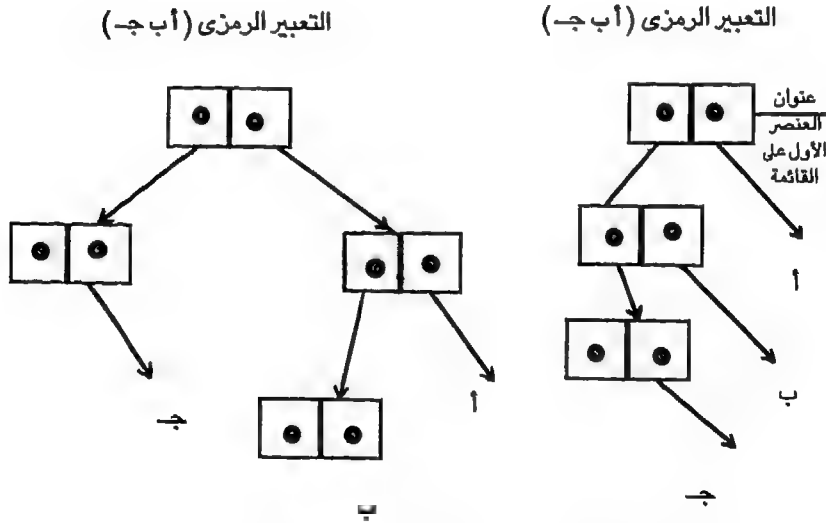 التعبير الرمزى (أ ب جـ)
التعبير الرمزى (أ ب جـ)
عنوان
العنصر
الأول على
القائمة
أ
ب
جـ
أ
جـ
ب